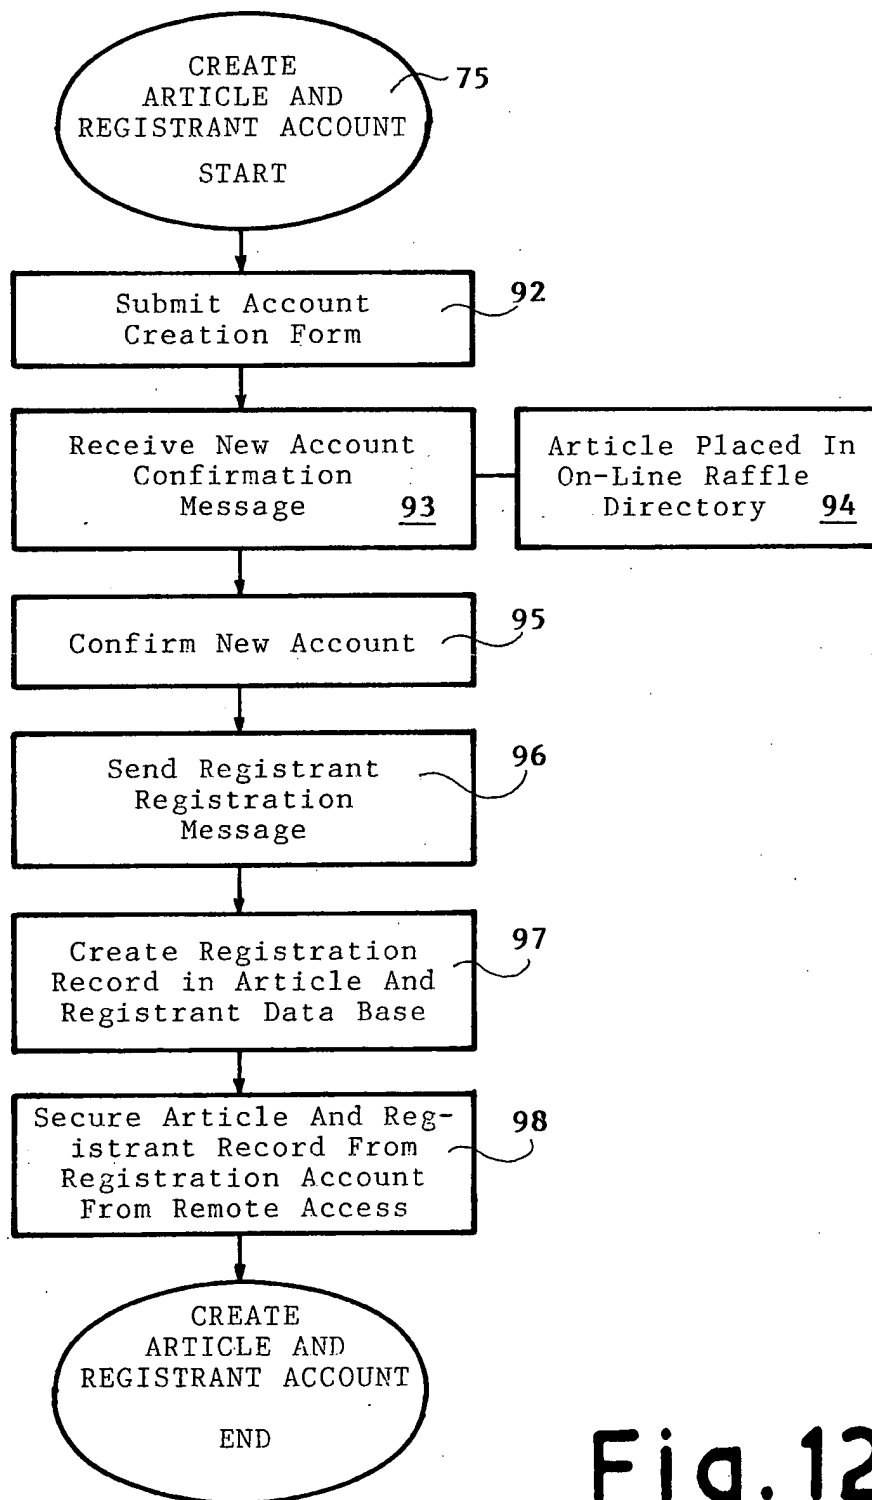 CREATE
ARTICLE AND
REGISTRANT ACCOUNT
START
75
Submit Account
Creation Form
92
Receive New Account
Confirmation
Message 93
Article Placed In
On-Line Raffle
Directory 94
Confirm New Account
95
Send Registrant
Registration
Message
96
Create Registration
Record in Article And
Registrant Data Base
97
Secure Article And Reg-
istrant Record From
Registration Account
From Remote Access
98
CREATE
ARTICLE AND
REGISTRANT ACCOUNT
END
Fig.12